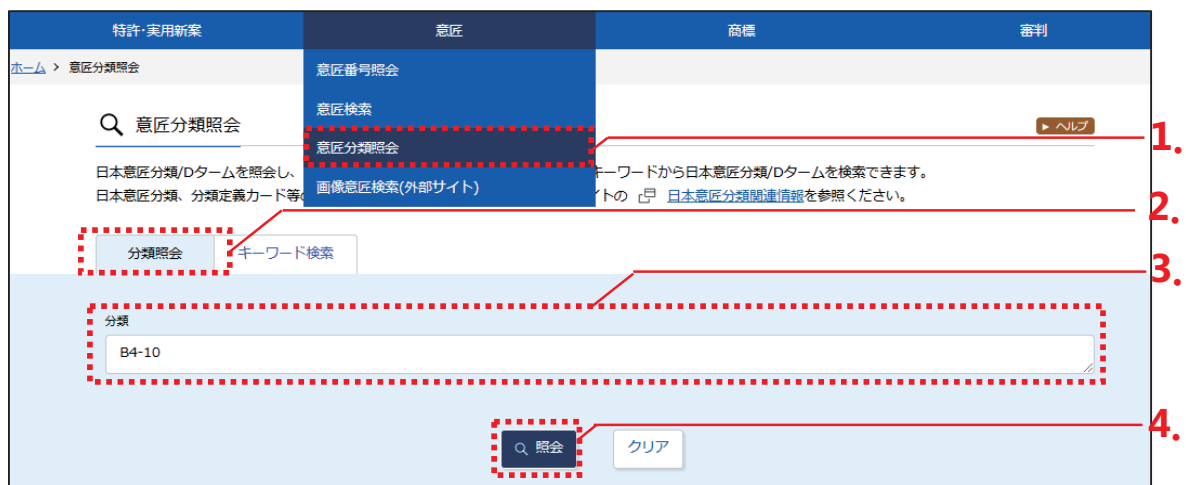 特許・実用新案 意匠 商標 審判
ホーム > 意匠分類照会
意匠番号照会
意匠検索
意匠分類照会
画像意匠検索(外部サイト)
意匠分類照会
ヘルプ
1.
日本意匠分類/Dタームを照会し、 キーワードから日本意匠分類/Dタームを検索できます。
日本意匠分類、分類定義カード等 トの 日本意匠分類関連情報を参照ください。
2.
分類照会 キーワード検索
3.
分類
B4-10
4.
照会 クリア